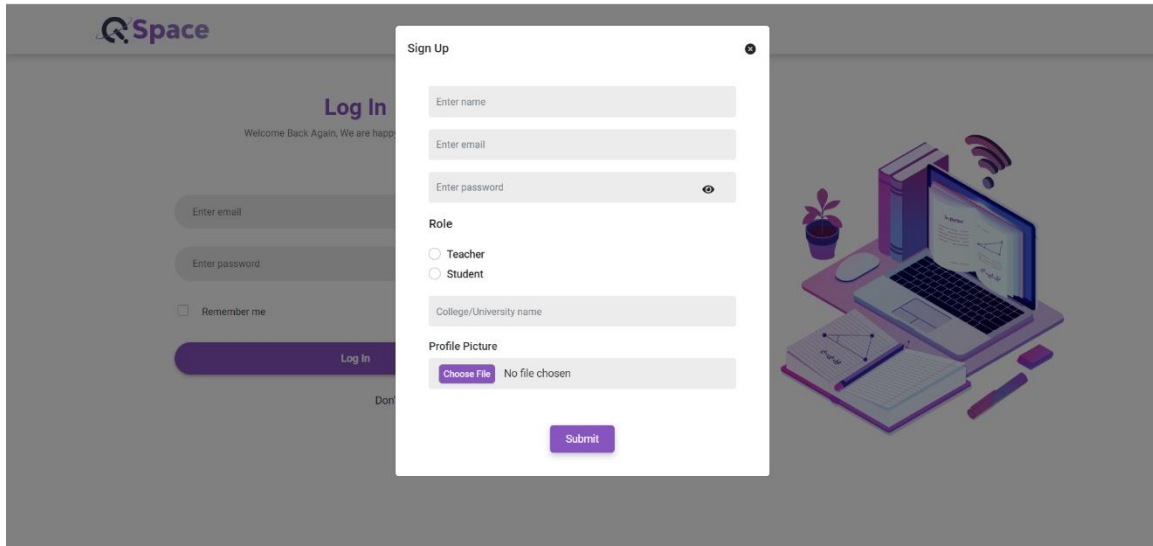 QSpace
Sign Up
Enter name
Log In
Welcome Back Again, We are happ
Enter email
Enter password
Enter email
Role
Teacher
Enter password
Student
Remember me
College/University name
Profile Picture
Log In
Choose File No file chosen
Don'
Submit